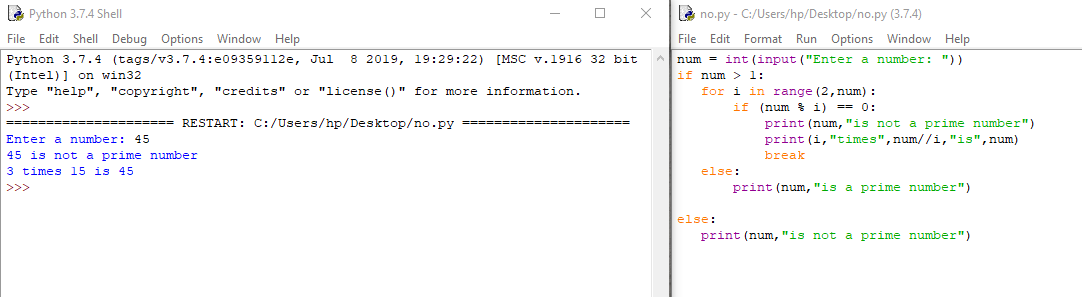 Python 3.7.4 Shell
File Edit Shell Debug Options Window Help
Python 3.7.4 (tags/v3.7.4:e09359112e, Jul  8 2019, 19:29:22) [MSC v.1916 32 bit
(Intel)] on win32
Type "help", "copyright", "credits" or "license()" for more information.
>>>
===================== RESTART: C:/Users/hp/Desktop/no.py =====================
Enter a number: 45
45 is not a prime number
3 times 15 is 45
>>>
no.py - C:/Users/hp/Desktop/no.py (3.7.4)
File Edit Format Run Options Window Help
num = int(input("Enter a number: "))
if num > 1:
   for i in range(2,num):
       if (num % i) == 0:
           print(num,"is not a prime number")
           print(i,"times",num//i,"is",num)
           break
   else:
       print(num,"is a prime number")
else:
   print(num,"is not a prime number")